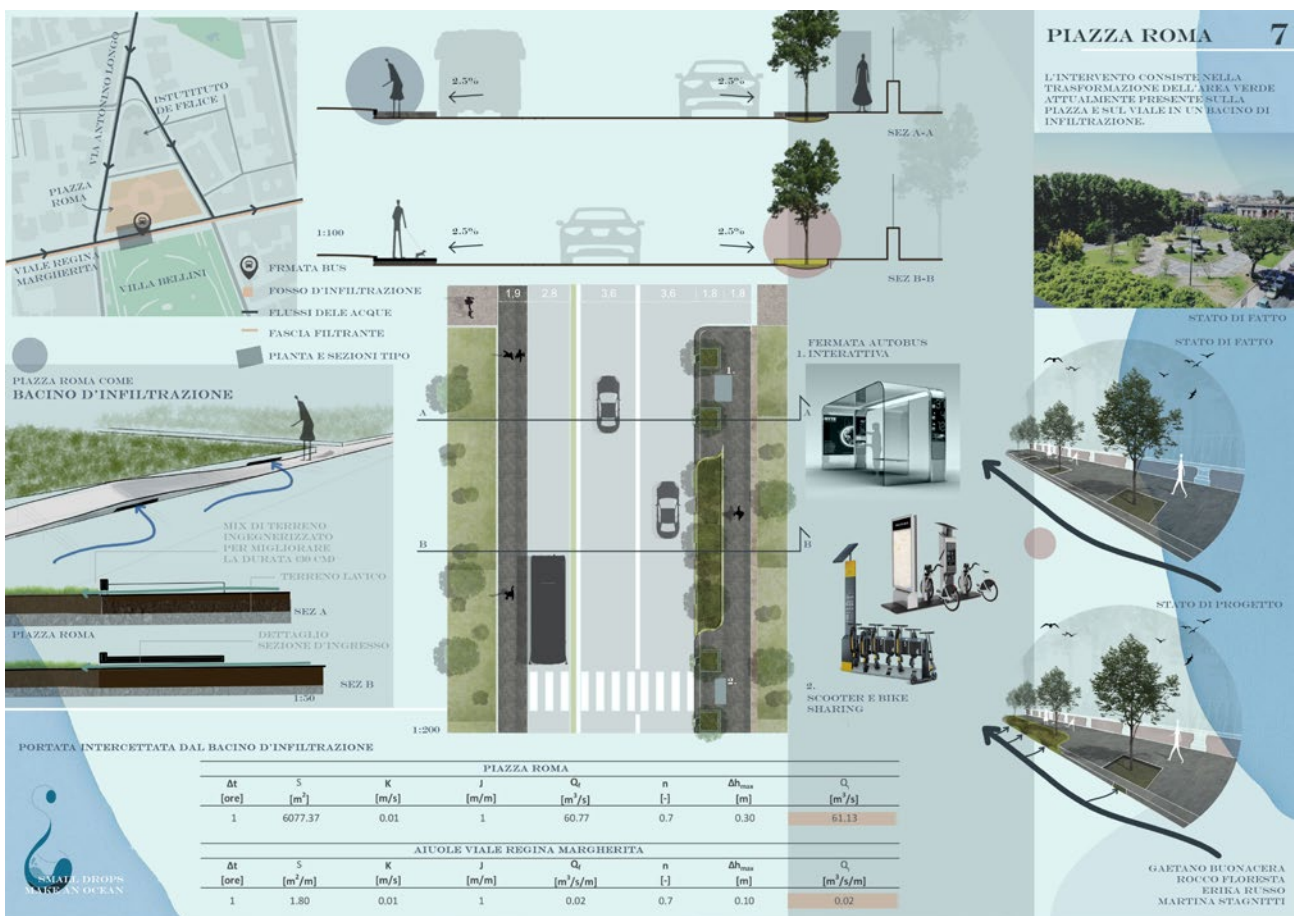 PIAZZA ROMA 7
L'INTERVENTO CONSISTE NELLA
TRASFORMAZIONE DELL'AREA VERDE
ATTUALMENTE PRESENTE SULLA
PIAZZA E SUL VIALE IN UN BACINO DI
INFILTRAZIONE.
STATO DI FATTO
STATO DI FATTO
STATO DI PROGETTO
VIA ANTONINO LONGO
ISTUTITUTO
DE FELICE
PIAZZA
ROMA
VIALE REGINA
MARGHERITA
VILLA BELLINI
FRMATA BUS
FOSSO D'INFILTRAZIONE
FLUSSI DELE ACQUE
FASCIA FILTRANTE
PIANTA E SEZIONI TIPO
2.5%
2.5%
SEZ A-A
1:100
2.5%
2.5%
SEZ B-B
1,9 2,8 3,6 3,6 1,8 1,8
A A
B B
1.
2.
1:200
FERMATA AUTOBUS
1. INTERATTIVA
2.
SCOOTER E BIKE
SHARING
PIAZZA ROMA COME
BACINO D'INFILTRAZIONE
MIX DI TERRENO
INGEGNERIZZATO
PER MIGLIORARE
LA DURATA (30 CM)
TERRENO LAVICO
SEZ A
PIAZZA ROMA
DETTAGLIO
SEZIONE D'INGRESSO
SEZ B
1:50
PORTATA INTERCETTATA DAL BACINO D'INFILTRAZIONE
PIAZZA ROMA
Δt S K J Qf n Δhmax Qi
[ore] [m²] [m/s] [m/m] [m³/s] [-] [m] [m³/s]
1 6077.37 0.01 1 60.77 0.7 0.30 61.13
AIUOLE VIALE REGINA MARGHERITA
Δt S K J Qf n Δhmax Qi
[ore] [m²/m] [m/s] [m/m] [m³/s/m] [-] [m] [m³/s/m]
1 1.80 0.01 1 0.02 0.7 0.10 0.02
SMALL DROPS
MAKE AN OCEAN
GAETANO BUONACERA
ROCCO FLORESTA
ERIKA RUSSO
MARTINA STAGNITTI